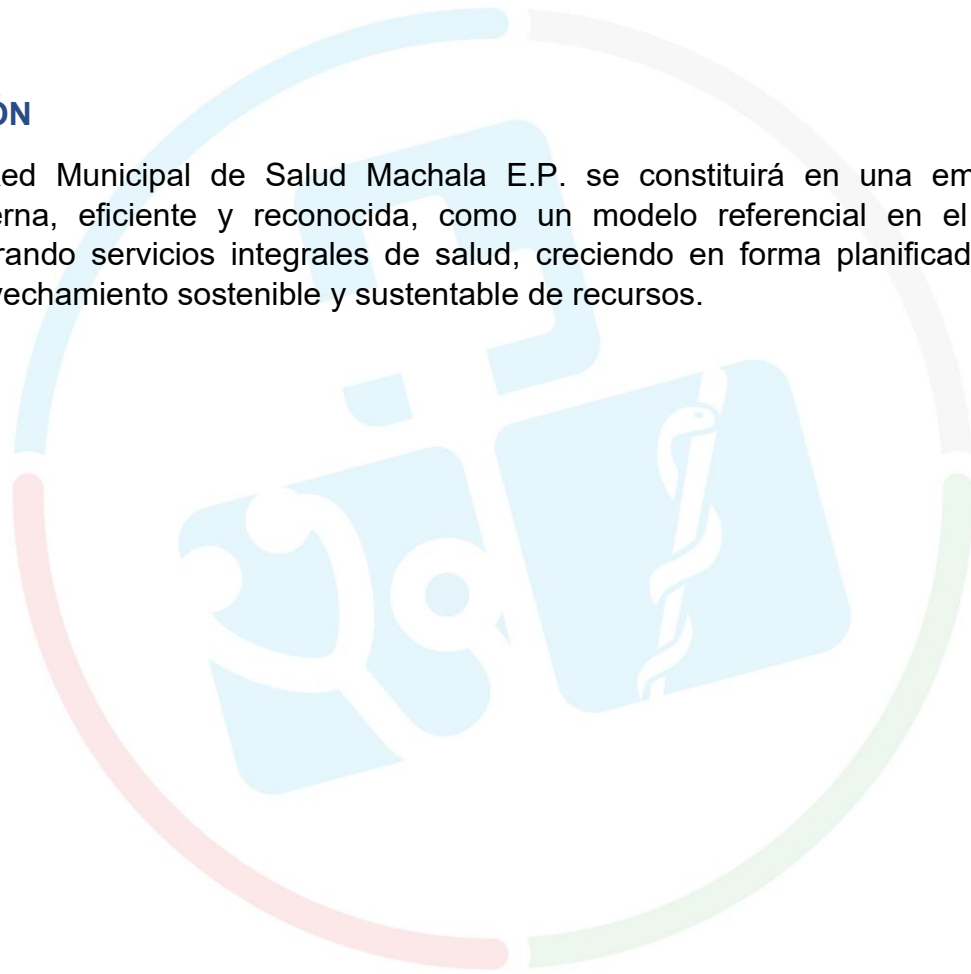 ÓN
ed Municipal de Salud Machala E.P. se constituirá en una em
erna, eficiente y reconocida, como un modelo referencial en el
rando servicios integrales de salud, creciendo en forma planificad
vechamiento sostenible y sustentable de recursos.